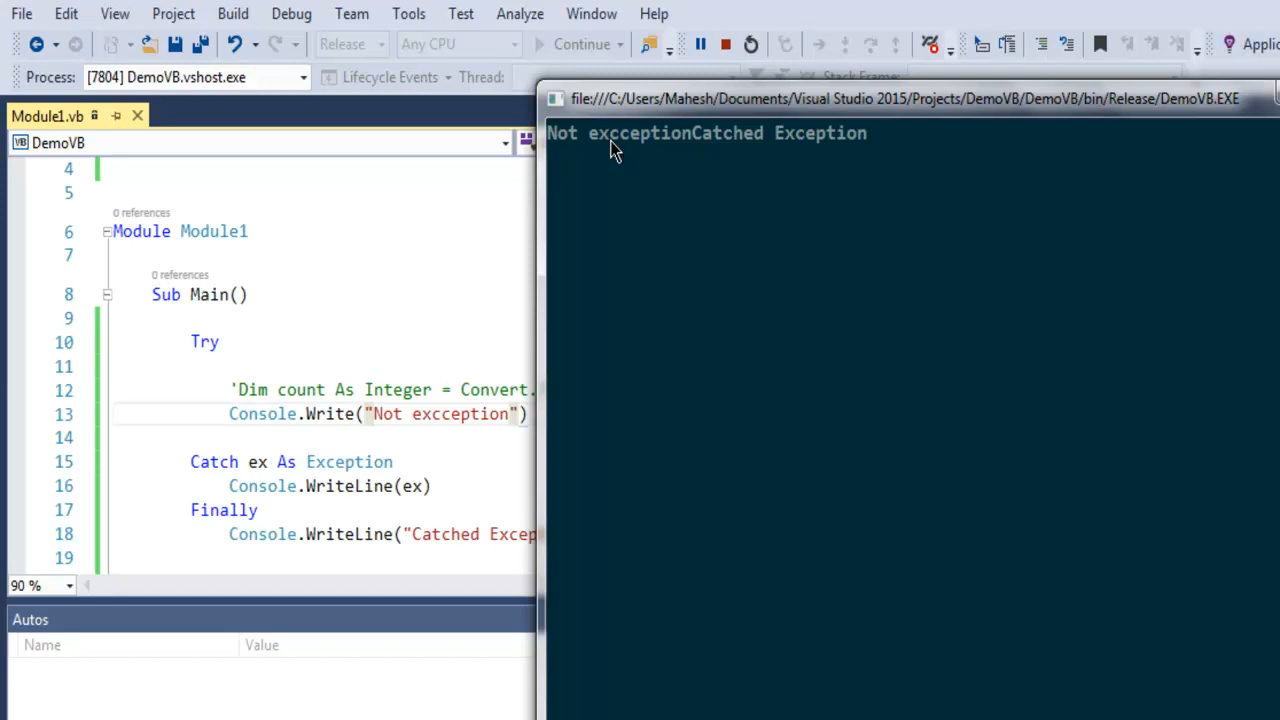 File Edit View Project Build Debug Team Tools Test Analyze Window Help
Release Any CPU Continue Applic
Process: [7804] DemoVB.vshost.exe Lifecycle Events Thread: Stack Frame:
file:///C:/Users/Mahesh/Documents/Visual Studio 2015/Projects/DemoVB/DemoVB/bin/Release/DemoVB.EXE
Module1.vb
VB DemoVB
Not excceptionCatched Exception
4
5
0 references
6 Module Module1
7
0 references
8 Sub Main()
9
10 Try
11
12 'Dim count As Integer = Convert.
13 Console.Write("Not excception")
14
15 Catch ex As Exception
16 Console.WriteLine(ex)
17 Finally
18 Console.WriteLine("Catched Excep
19
90 %
Autos
Name Value